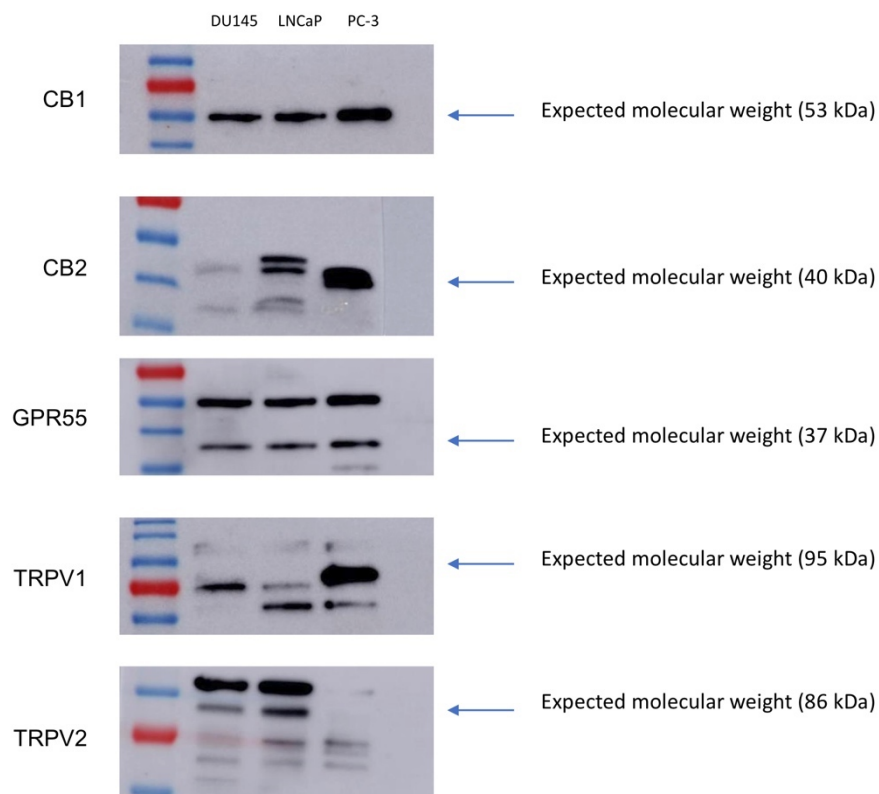 DU145 LNCaP PC-3
CB1 Expected molecular weight (53 kDa)
CB2 Expected molecular weight (40 kDa)
GPR55 Expected molecular weight (37 kDa)
TRPV1 Expected molecular weight (95 kDa)
TRPV2 Expected molecular weight (86 kDa)